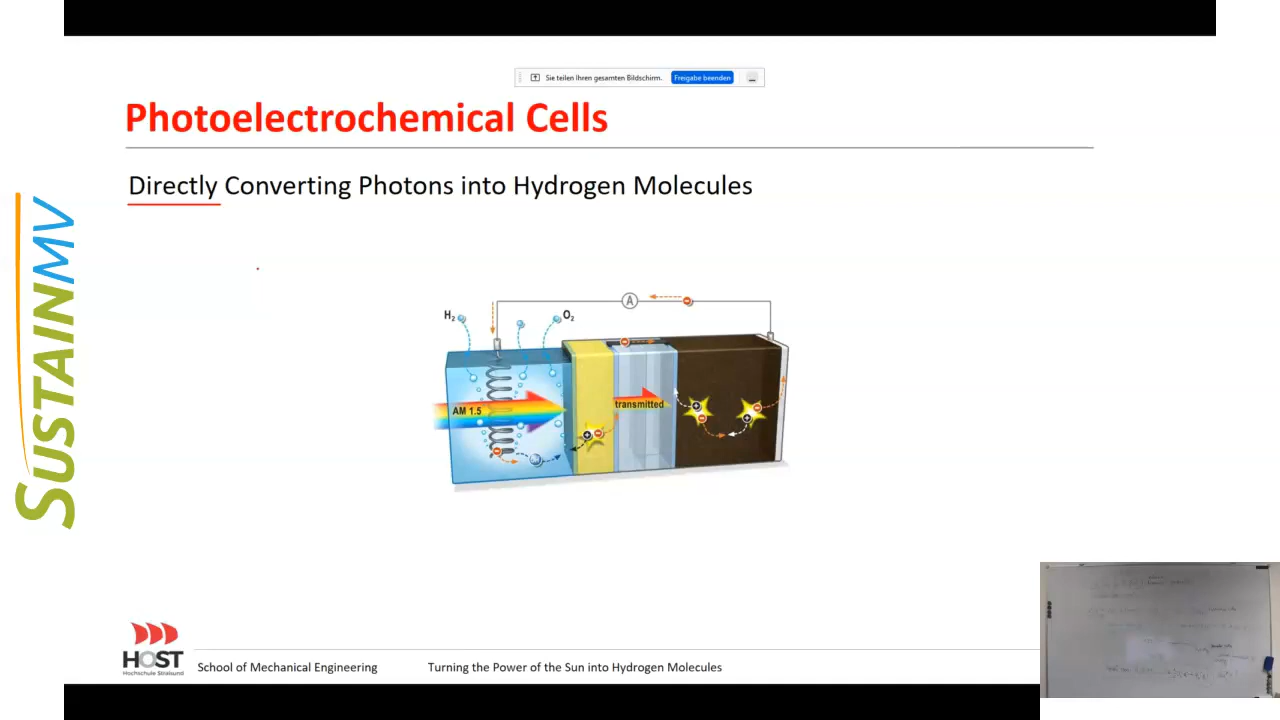 Sie teilen Ihren gesamten Bildschirm. Freigabe beenden
Photoelectrochemical Cells
Directly Converting Photons into Hydrogen Molecules
SUSTAINMV
A
H₂
O₂
AM 1.5
transmitted
HOST
Hochschule Stralsund
School of Mechanical Engineering
Turning the Power of the Sun into Hydrogen Molecules